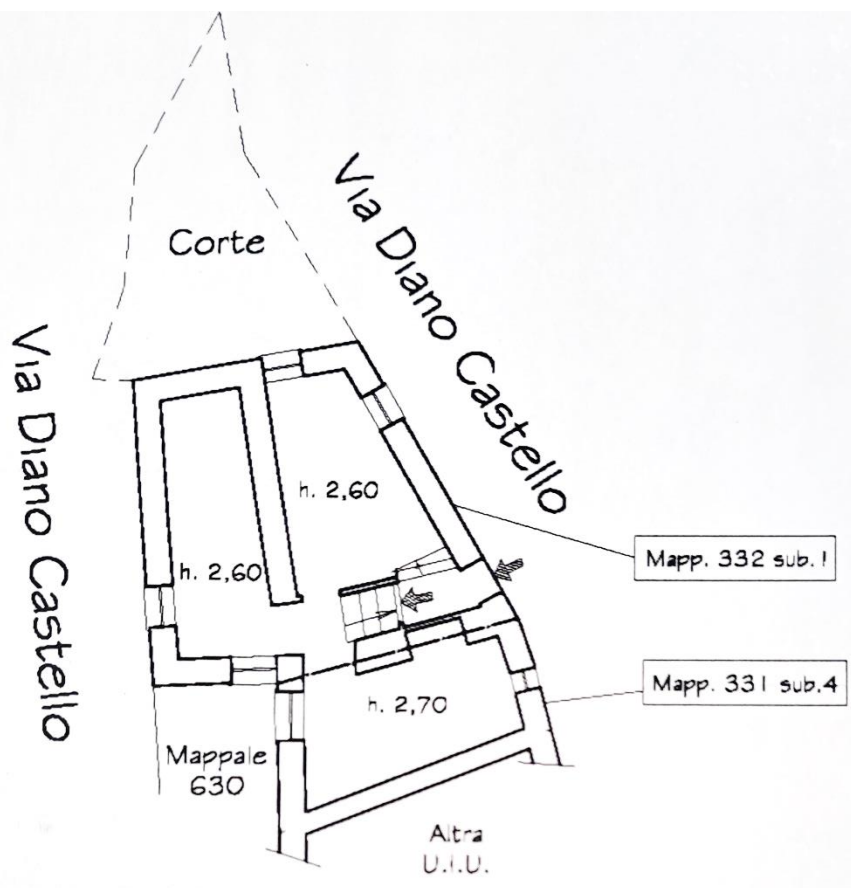 Corte
Via Diano Castello
Via Diano Castello
h. 2,60
h. 2,60
Mapp. 332 sub. 1
h. 2,70
Mapp. 331 sub.4
Mappale
630
Altra
U.I.U.